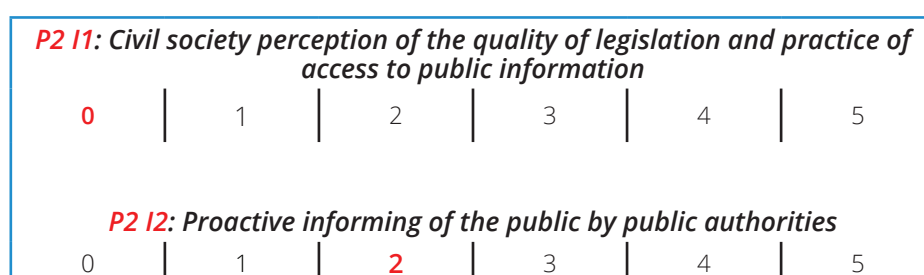 P2 I1: Civil society perception of the quality of legislation and practice of
access to public information
0 1 2 3 4 5
P2 I2: Proactive informing of the public by public authorities
0 1 2 3 4 5